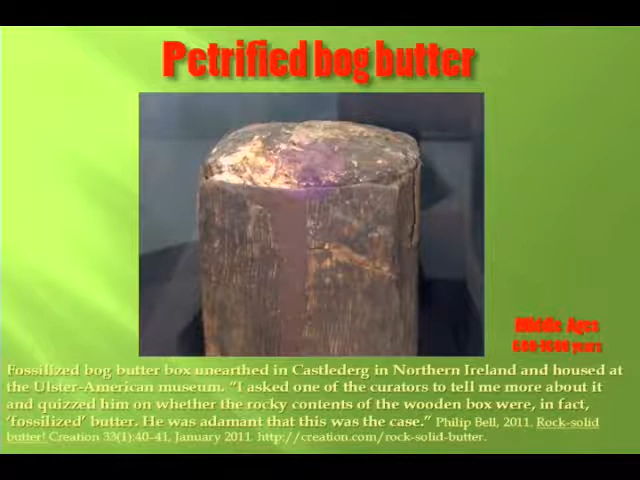 Petrified bog butter
Middle Ages
Fossilized bog butter box unearthed in Castlederg in Northern Ireland and housed at
the Ulster-American museum. “I asked one of the curators to tell me more about it
and quizzed him on whether the rocky contents of the wooden box were, in fact,
‘fossilized’ butter. He was adamant that this was the case.” Philip Bell, 2011. Rock-solid
butter! Creation 33(1):40-41, January 2011. http://creation.com/rock-solid-butter.